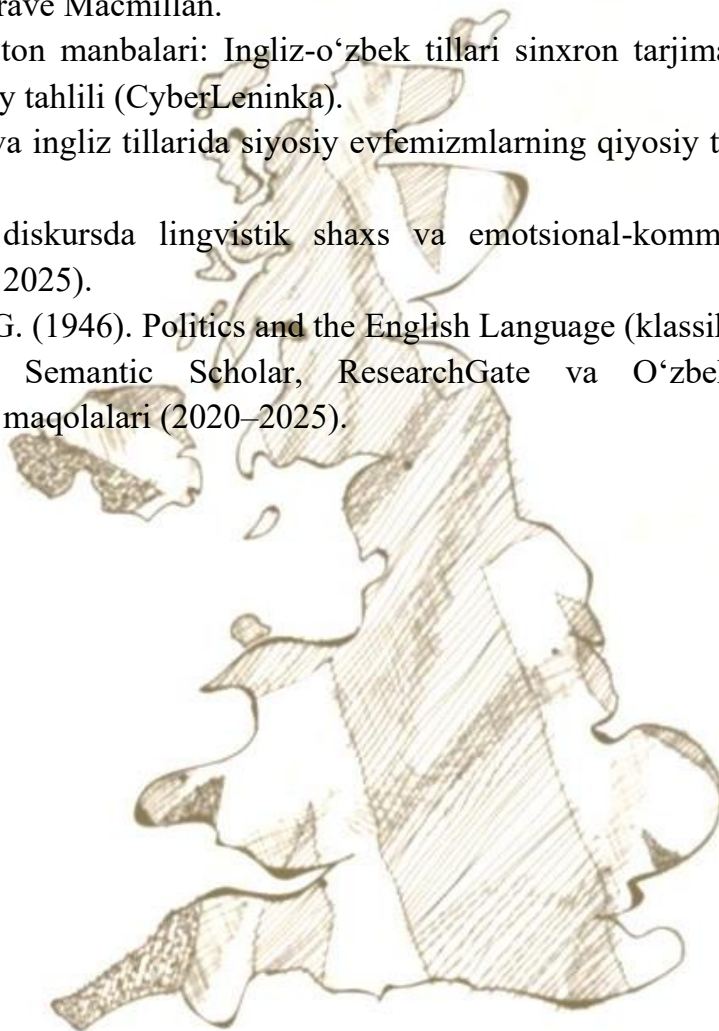 rave Macmillan.
ton manbalari: Ingliz-o‘zbek tillari sinxron tarjima
y tahlili (CyberLeninka).
va ingliz tillarida siyosiy evfemizmlarning qiyosiy t
diskursda lingvistik shaxs va emotsional-komm
2025).
G. (1946). Politics and the English Language (klassik
Semantic Scholar, ResearchGate va O‘zbe
maqolalari (2020–2025).